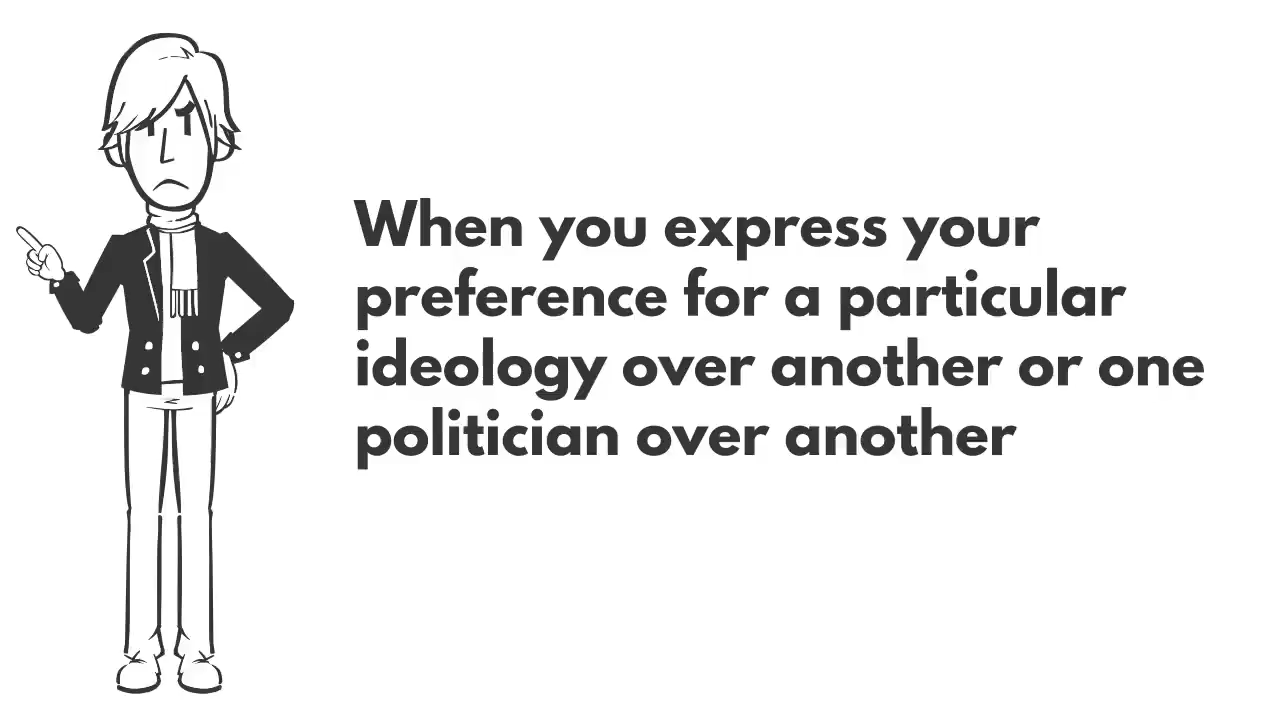 When you express your
preference for a particular
ideology over another or one
politician over another